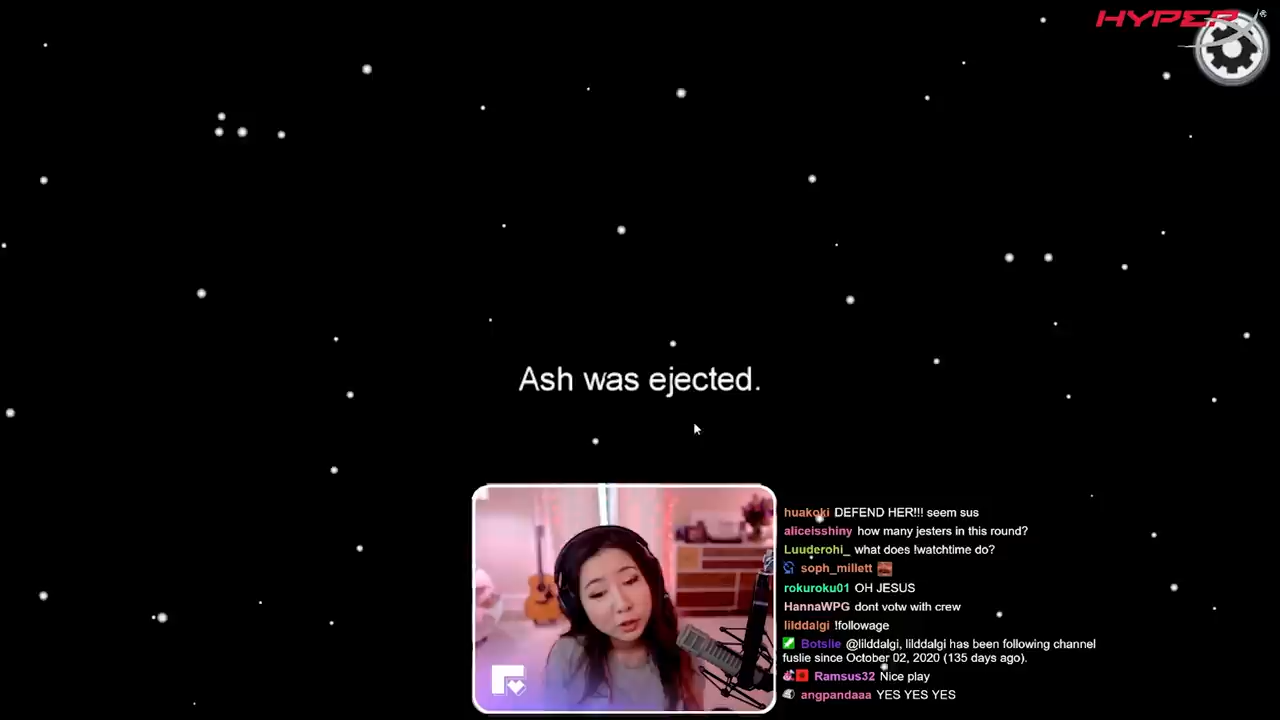 HYPERX
Ash was ejected.
huakoki DEFEND HER!!! seem sus
aliceisshiny how many jesters in this round?
Luuderohi_ what does !watchtime do?
soph_millett
rokuroku01 OH JESUS
HannaWPG dont votw with crew
lilddalgi !followage
Botslie @lilddalgi, lilddalgi has been following channel
fuslie since October 02, 2020 (135 days ago).
Ramsus32 Nice play
angpandaaa YES YES YES